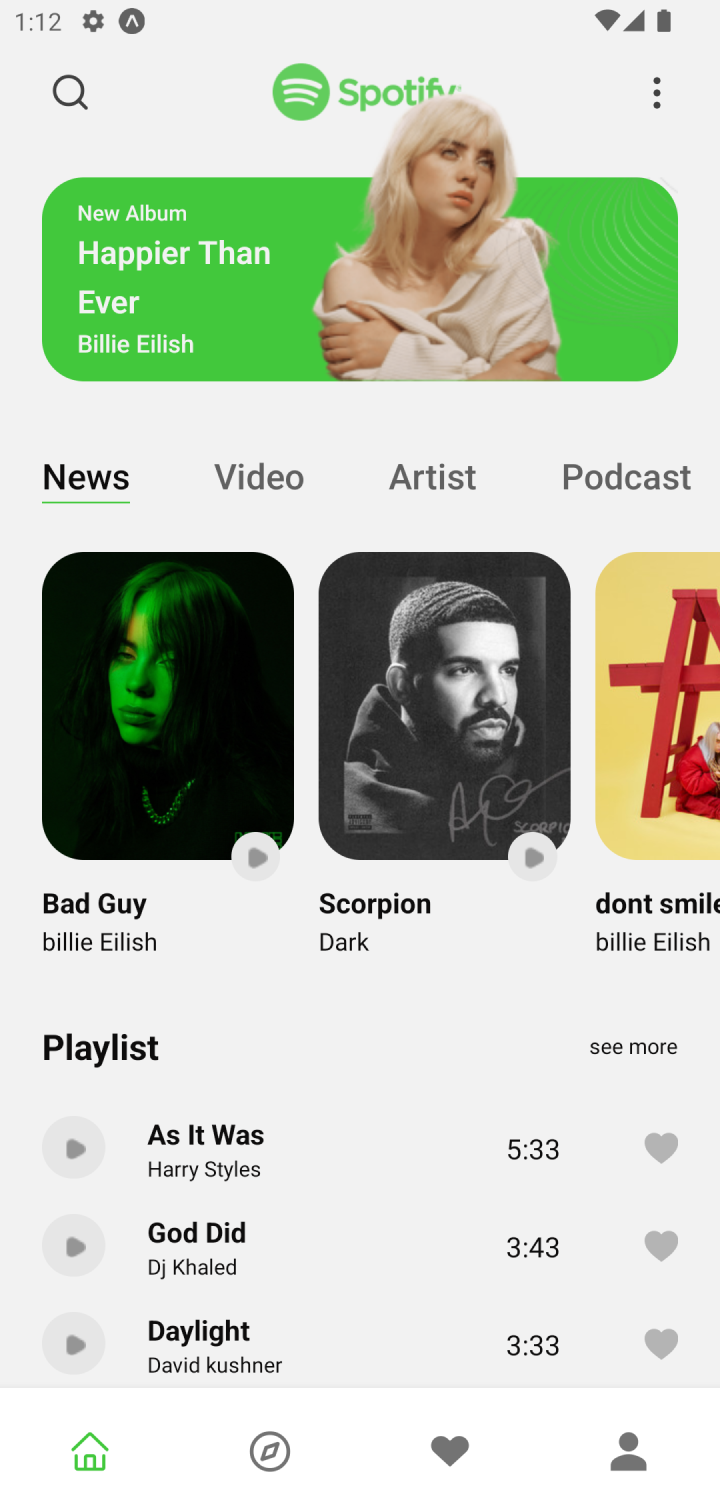 1:12
Spotify
New Album
Happier Than
Ever
Billie Eilish
News Video Artist Podcast
SCORPIO
Bad Guy Scorpion dont smile
billie Eilish Dark billie Eilish
Playlist see more
As It Was
Harry Styles
5:33
God Did
Dj Khaled
3:43
Daylight
David kushner
3:33